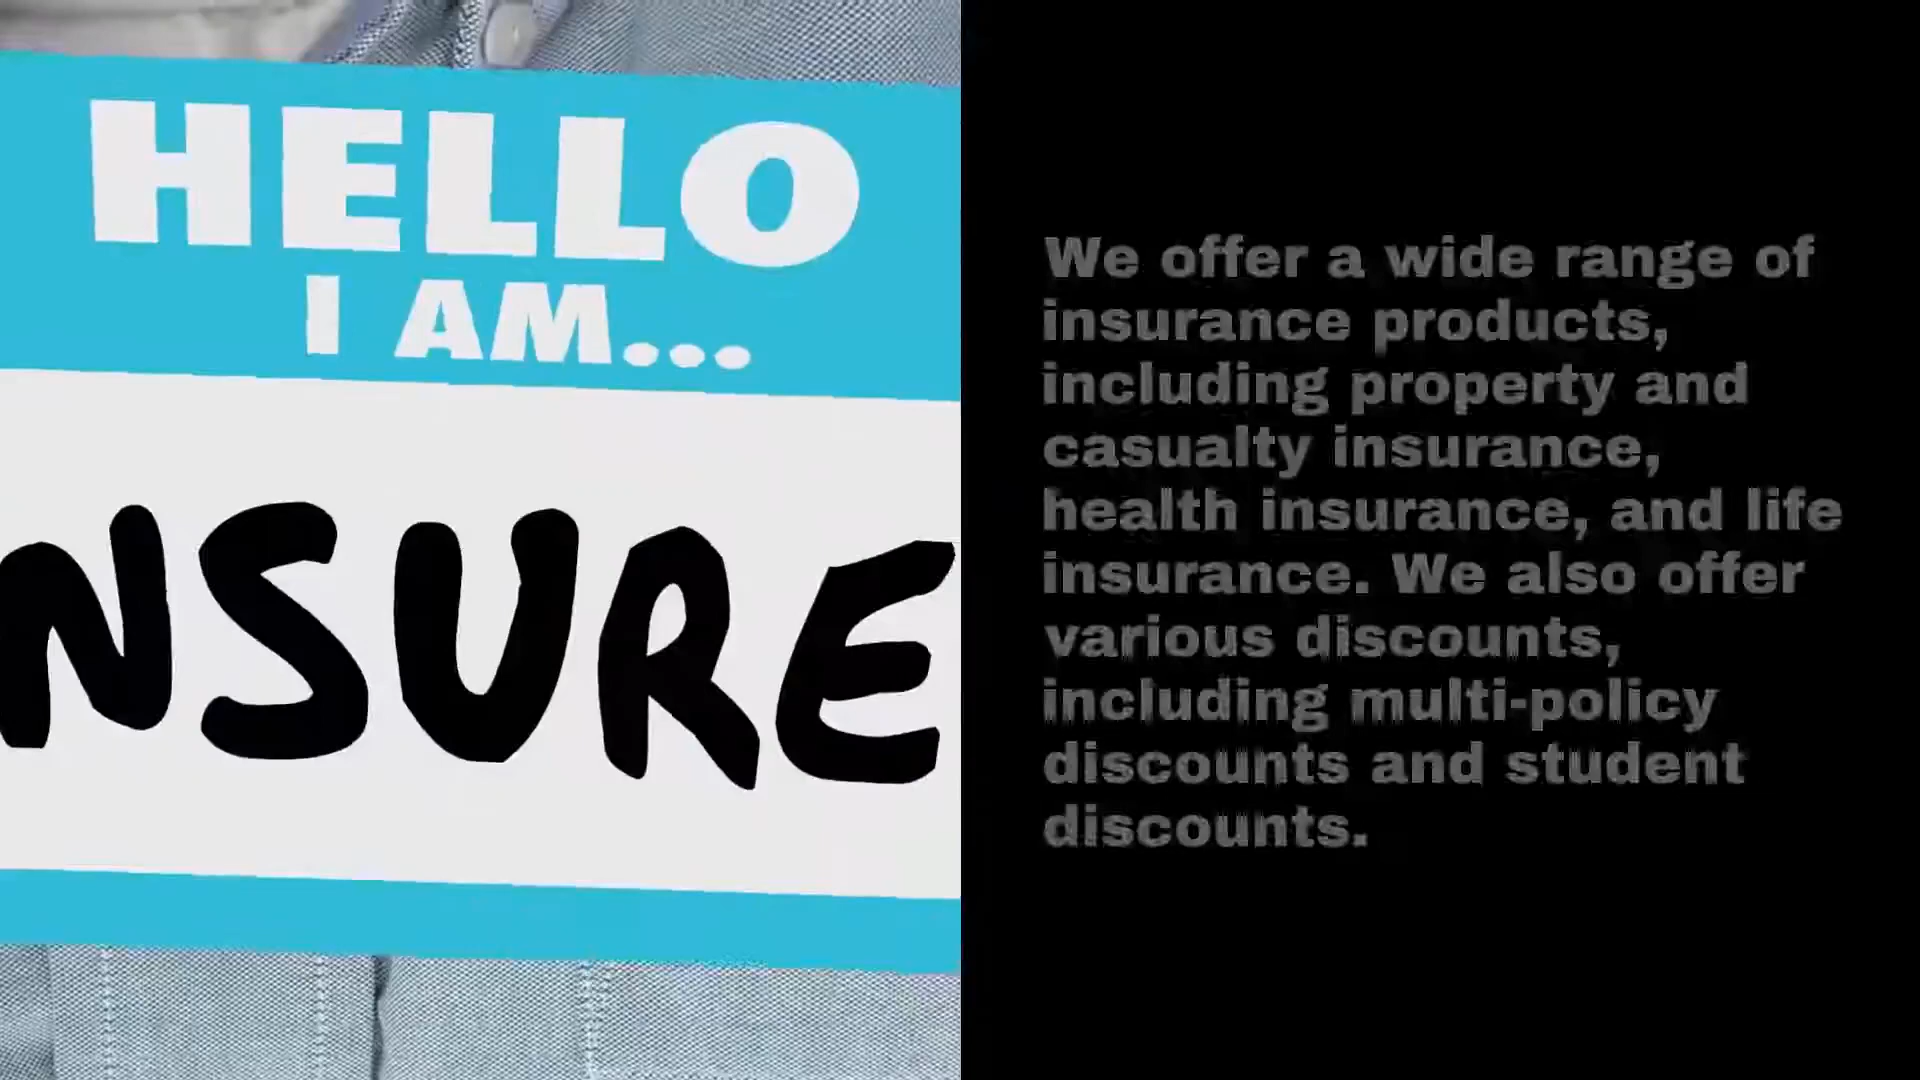 HELLO
I AM...
NSURE
We offer a wide range of
insurance products,
including property and
casualty insurance,
health insurance, and life
insurance. We also offer
various discounts,
including multi-policy
discounts and student
discounts.